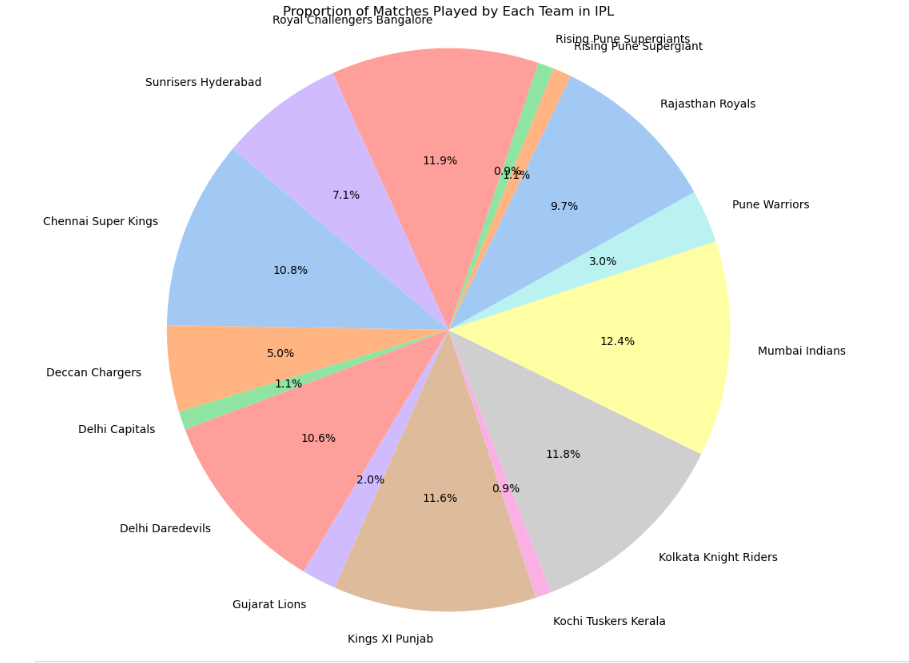 Proportion of Matches Played by Each Team in IPL
Royal Challengers Bangalore
Rising Pune Supergiants
Rising Pune Supergiant
Sunrisers Hyderabad
Rajasthan Royals
11.9%
0.9%
1.1%
7.1%
9.7%
Pune Warriors
Chennai Super Kings
3.0%
10.8%
12.4%
Mumbai Indians
5.0%
Deccan Chargers
1.1%
Delhi Capitals
10.6%
11.8%
2.0%
0.9%
11.6%
Delhi Daredevils
Kolkata Knight Riders
Gujarat Lions
Kochi Tuskers Kerala
Kings XI Punjab